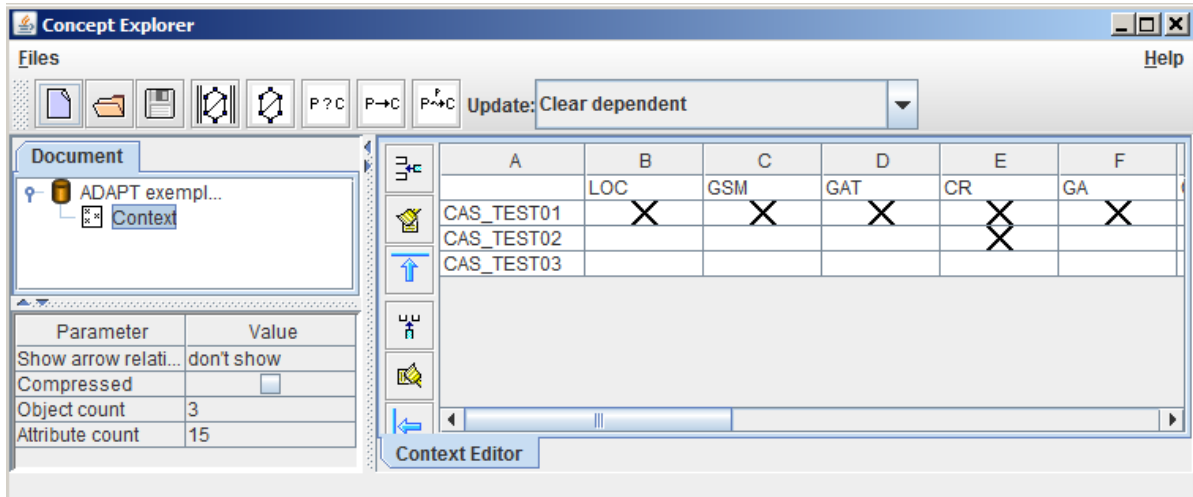 Concept Explorer
Files Help
P?C P→C P⤳C Update: Clear dependent
Document
ADAPT exempl...
Context
Parameter Value
Show arrow relati... don't show
Compressed
Object count 3
Attribute count 15
A B C D E F
LOC GSM GAT CR GA
CAS_TEST01 X X X X X
CAS_TEST02 X
CAS_TEST03
Context Editor